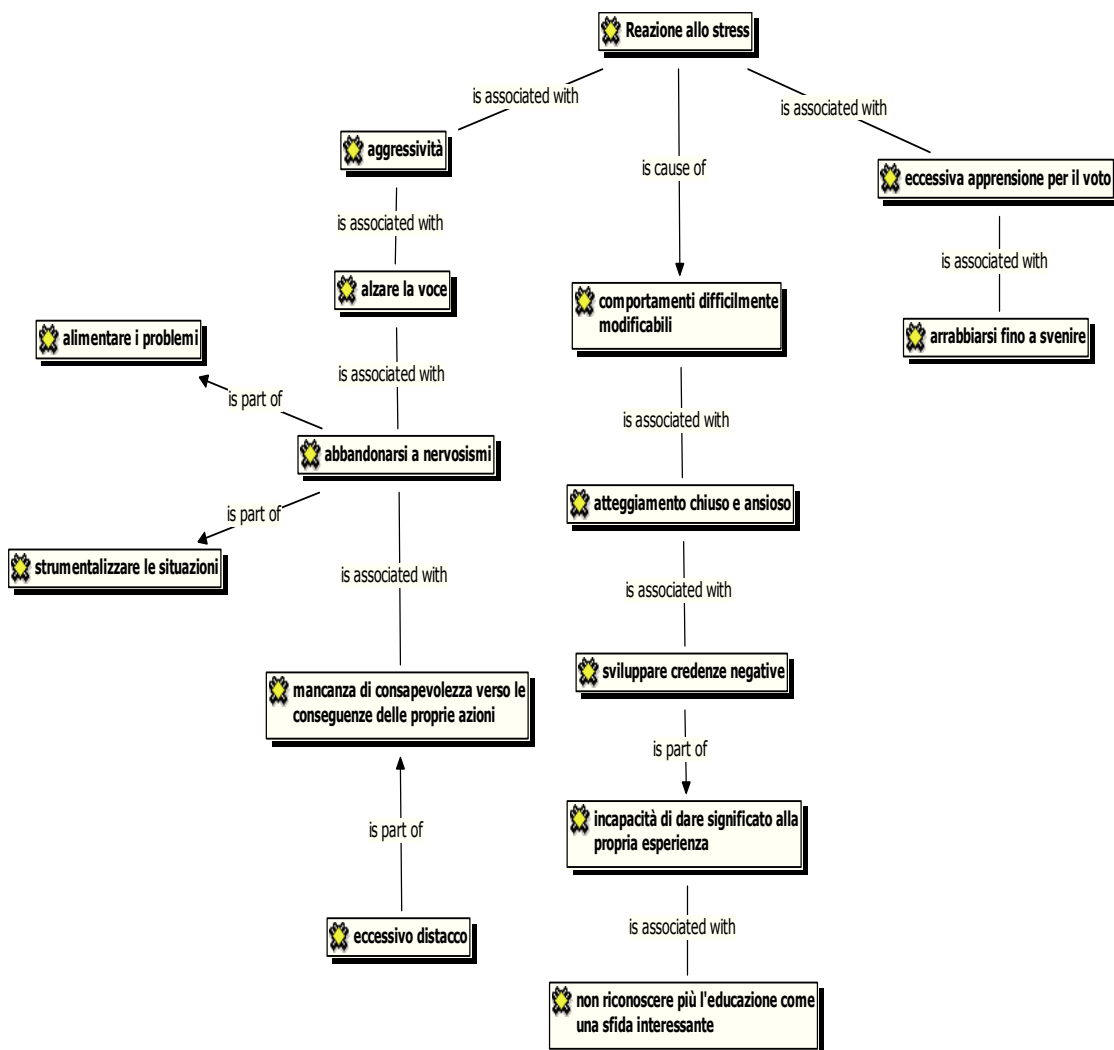 Reazione allo stress
is associated with
is associated with
aggressività
is cause of
eccessiva apprensione per il voto
is associated with
is associated with
alzare la voce
comportamenti difficilmente
modificabili
alimentare i problemi
arrabbiarsi fino a svenire
is associated with
is part of
is associated with
abbandonarsi a nervosismi
atteggiamento chiuso e ansioso
is part of
strumentalizzare le situazioni
is associated with
is associated with
sviluppare credenze negative
mancanza di consapevolezza verso le
conseguenze delle proprie azioni
is part of
incapacità di dare significato alla
propria esperienza
is part of
is associated with
eccessivo distacco
non riconoscere più l'educazione come
una sfida interessante